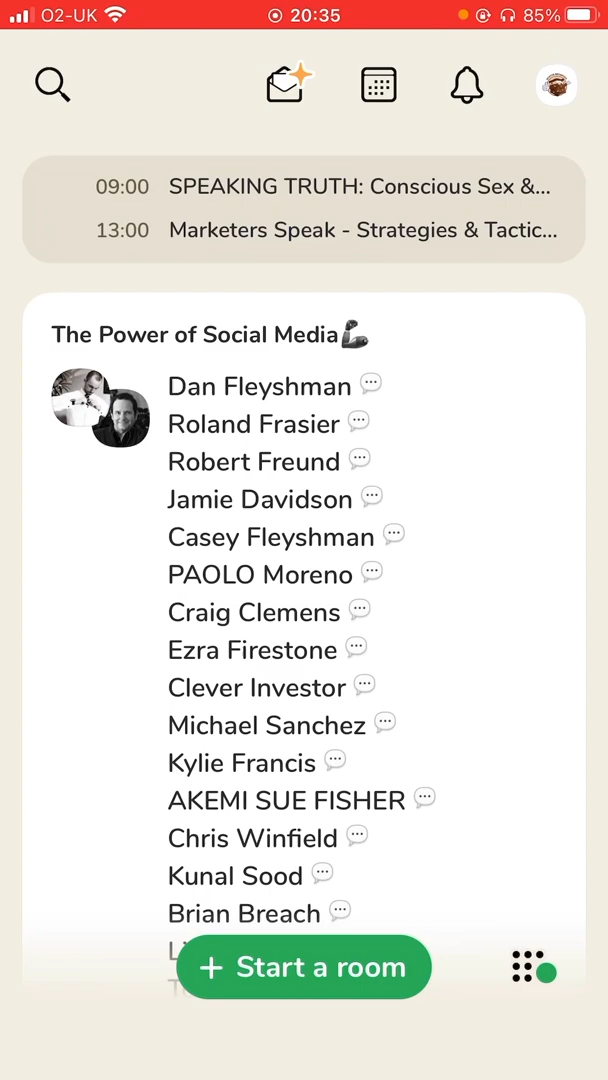 O2-UK 20:35 85%
09:00 SPEAKING TRUTH: Conscious Sex &...
13:00 Marketers Speak - Strategies & Tactic...
The Power of Social Media
Dan Fleyshman
Roland Frasier
Robert Freund
Jamie Davidson
Casey Fleyshman
PAOLO Moreno
Craig Clemens
Ezra Firestone
Clever Investor
Michael Sanchez
Kylie Francis
AKEMI SUE FISHER
Chris Winfield
Kunal Sood
Brian Breach
+ Start a room